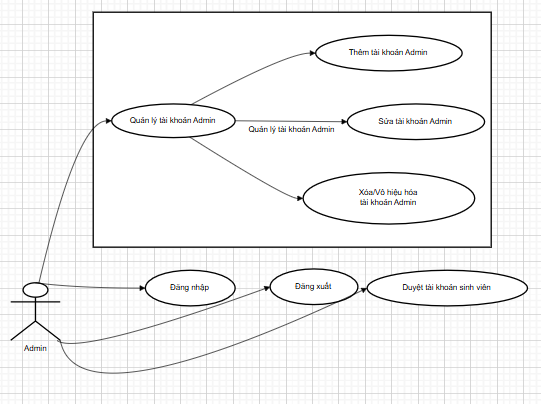 Thêm tài khoản Admin
Quản lý tài khoản Admin
Quản lý tài khoản Admin
Sửa tài khoản Admin
Xóa/Vô hiệu hóa
tài khoản Admin
Đăng nhập
Đăng xuất
Duyệt tài khoản sinh viên
Admin